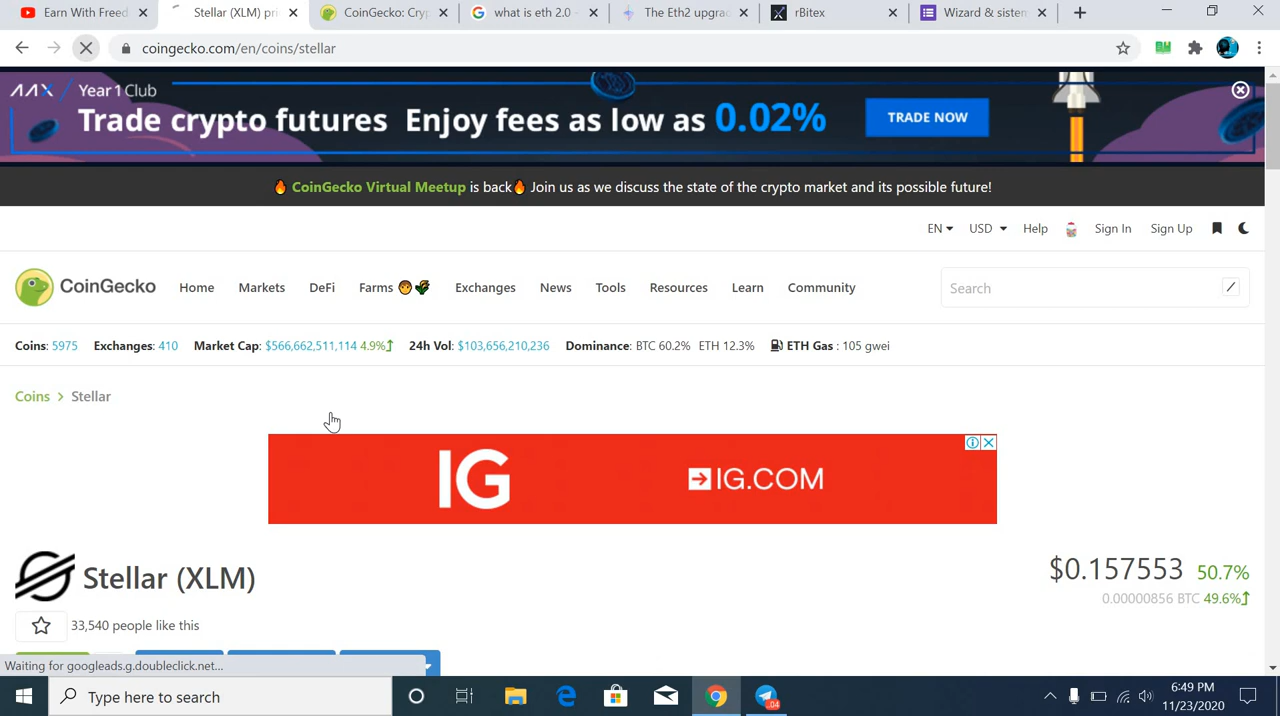 Earn With Freed
Stellar (XLM) pri
CoinGecko: Cry
what is eth 2.0 -
The Eth2 upgra
rBitex
Wizard & sisten
coingecko.com/en/coins/stellar
AAX / Year 1 Club
Trade crypto futures Enjoy fees as low as 0.02%
TRADE NOW
🔥 CoinGecko Virtual Meetup is back🔥 Join us as we discuss the state of the crypto market and its possible future!
EN USD Help Sign In Sign Up
CoinGecko Home Markets DeFi Farms Exchanges News Tools Resources Learn Community Search /
Coins: 5975 Exchanges: 410 Market Cap: $566,662,511,114 4.9% 24h Vol: $103,656,210,236 Dominance: BTC 60.2% ETH 12.3% ETH Gas : 105 gwei
Coins > Stellar
IG IG.COM
Stellar (XLM)
$0.157553 50.7%
0.00000856 BTC 49.6%
33,540 people like this
Waiting for googleads.g.doubleclick.net...
Type here to search
04
6:49 PM
11/23/2020